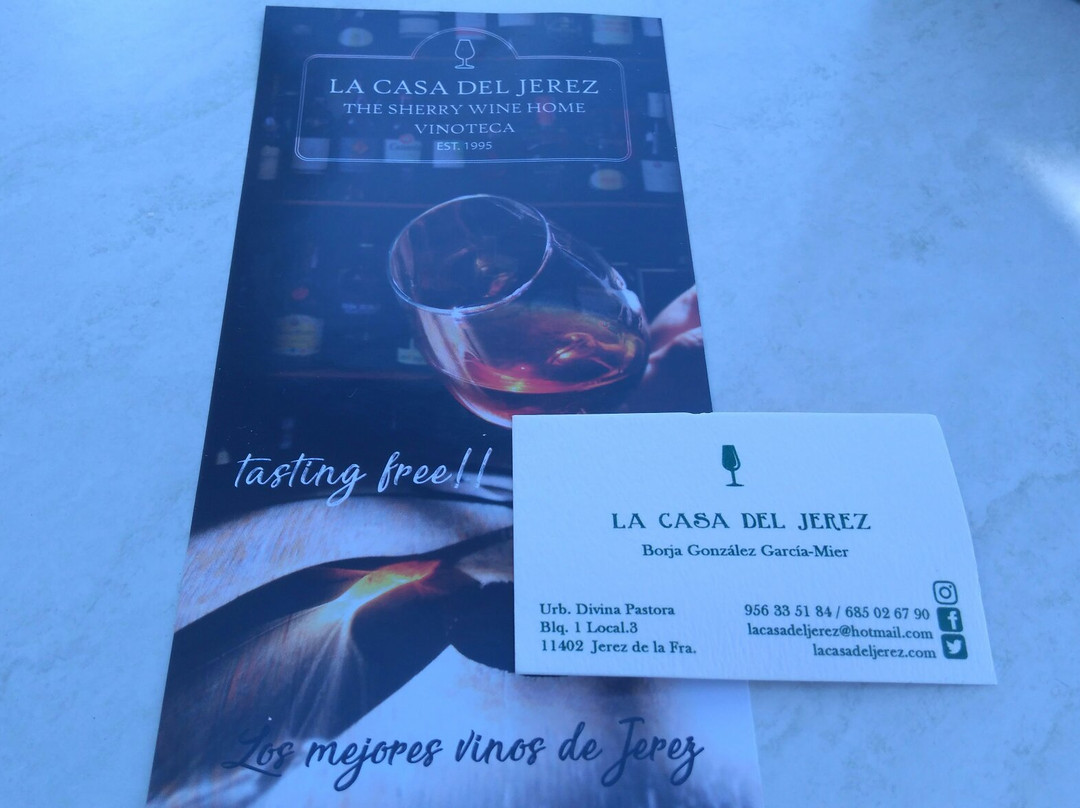 LA CASA DEL JEREZ
THE SHERRY WINE HOME
VINOTECA
EST. 1995
tasting free!!
Los mejores vinos de Jerez
LA CASA DEL JEREZ
Borja González García-Mier
Urb. Divina Pastora
Blq. 1 Local.3
11402 Jerez de la Fra.
956 33 51 84 / 685 02 67 90
lacasadeljerez@hotmail.com
lacasadeljerez.com